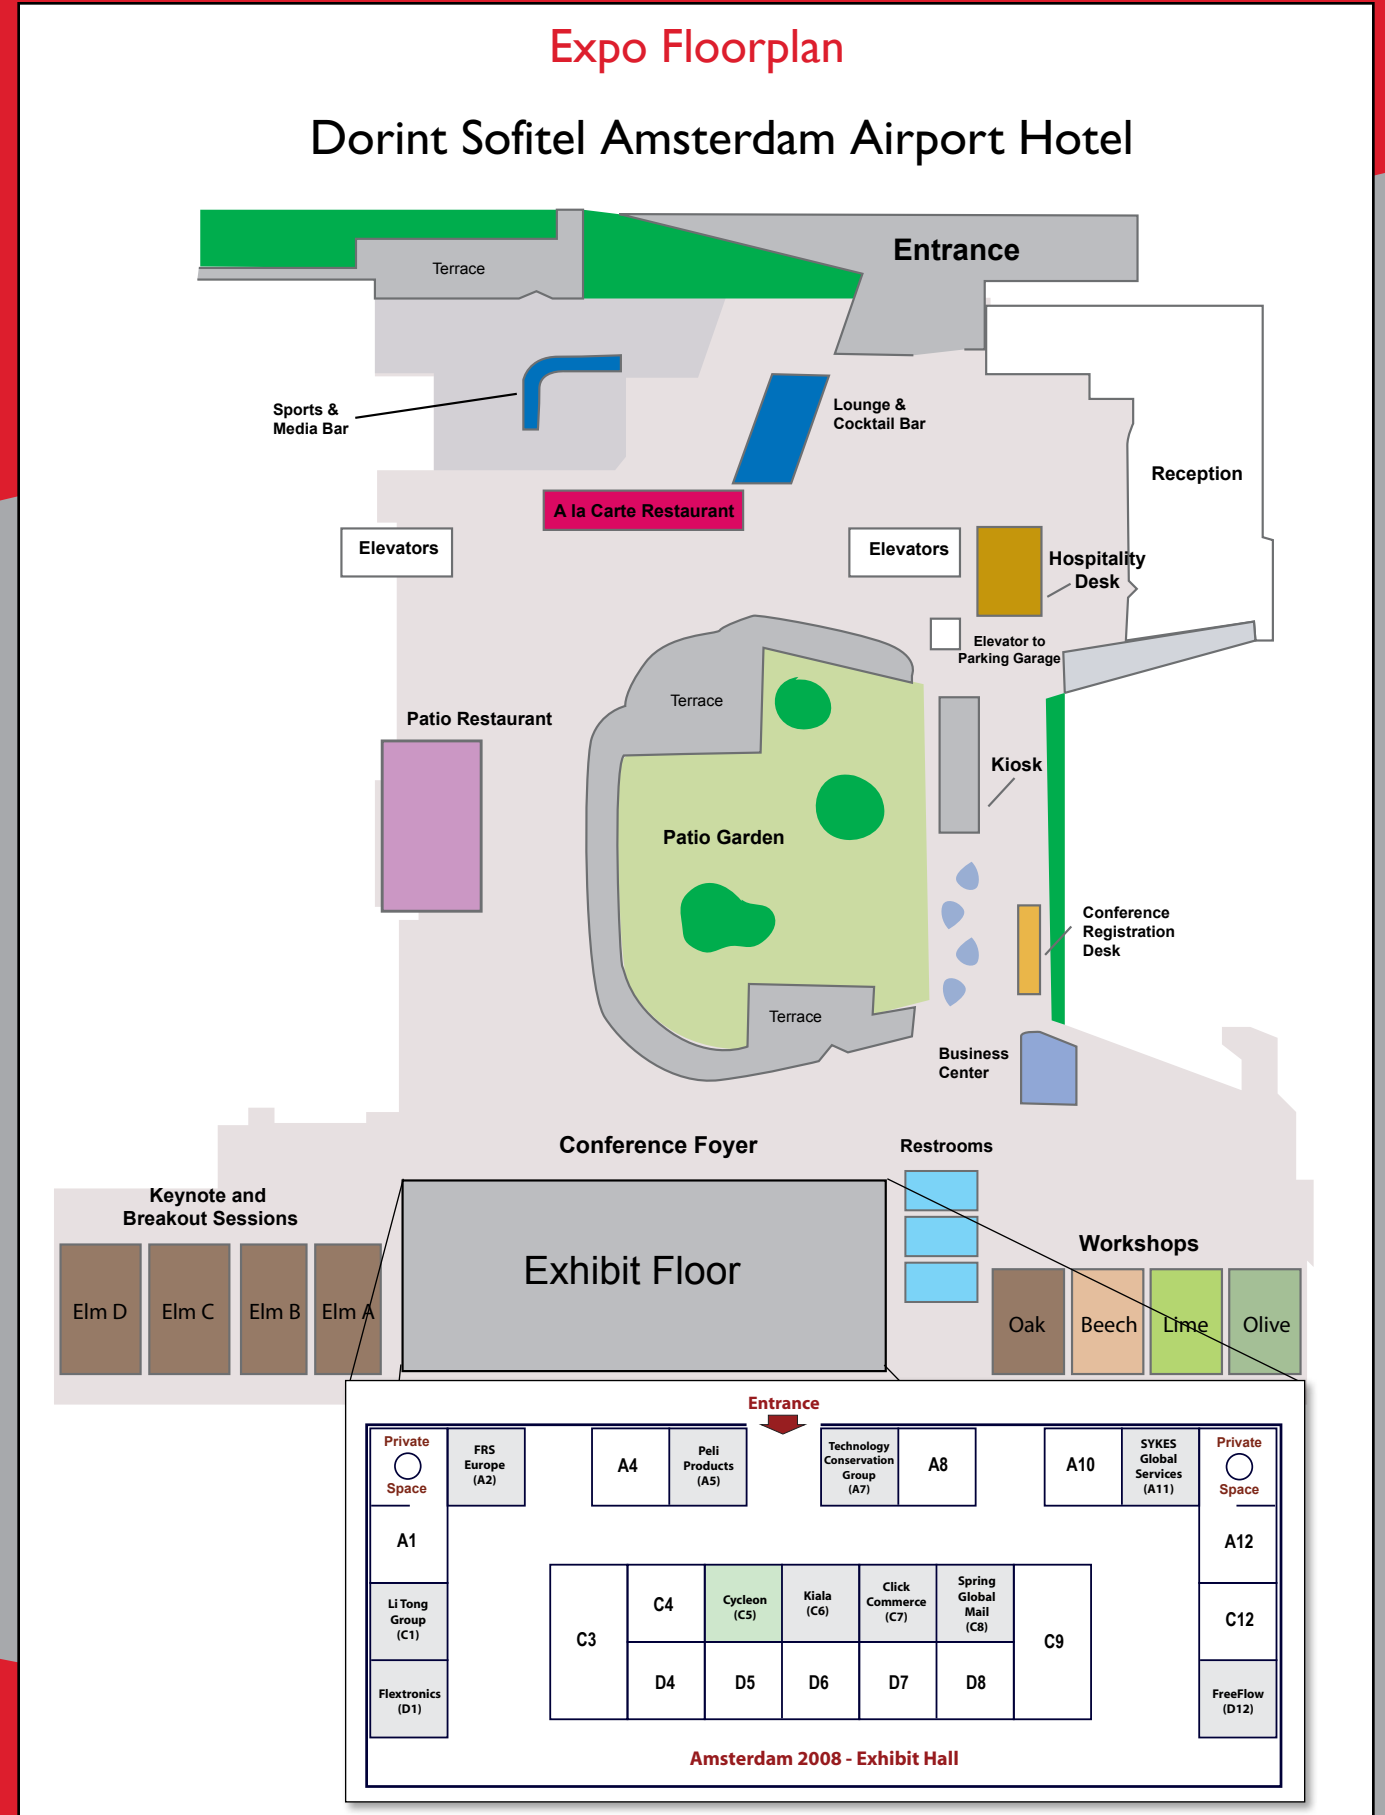 Expo Floorplan
Dorint Sofitel Amsterdam Airport Hotel
Entrance
Terrace
Sports &
Media Bar
Lounge &
Cocktail Bar
Reception
A la Carte Restaurant
Elevators
Elevators
Hospitality
Desk
Elevator to
Parking Garage
Terrace
Patio Restaurant
Kiosk
Patio Garden
Conference
Registration
Desk
Terrace
Business
Center
Conference Foyer
Restrooms
Keynote and
Breakout Sessions
Workshops
Exhibit Floor
Elm D
Elm C
Elm B
Elm A
Oak
Beech
Lime
Olive
Entrance
Private
Space
FRS
Europe
(A2)
A4
Peli
Products
(A5)
Technology
Conservation
Group
(A7)
A8
A10
SYKES
Global
Services
(A11)
Private
Space
A1
A12
Li Tong
Group
(C1)
C3
C4
Cycleon
(C5)
Kiala
(C6)
Click
Commerce
(C7)
Spring
Global
Mail
(C8)
C9
C12
Flextronics
(D1)
D4
D5
D6
D7
D8
FreeFlow
(D12)
Amsterdam 2008 - Exhibit Hall